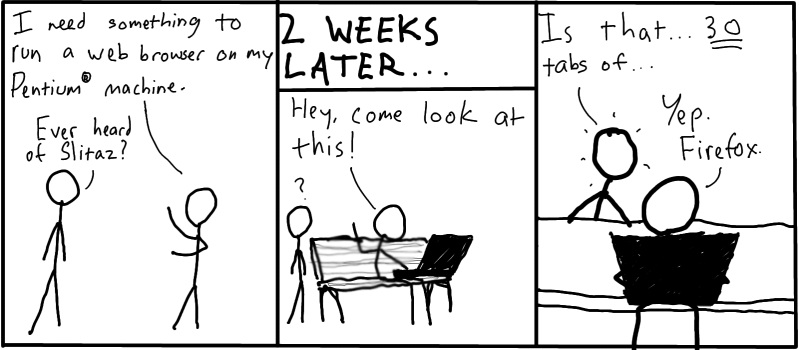 I need something to
run a web browser on my
Pentium® machine.
Ever heard
of Slitaz?
2 WEEKS
LATER...
Hey, come look at
this!
?
Is that... 30
tabs of...
Yep.
Firefox.